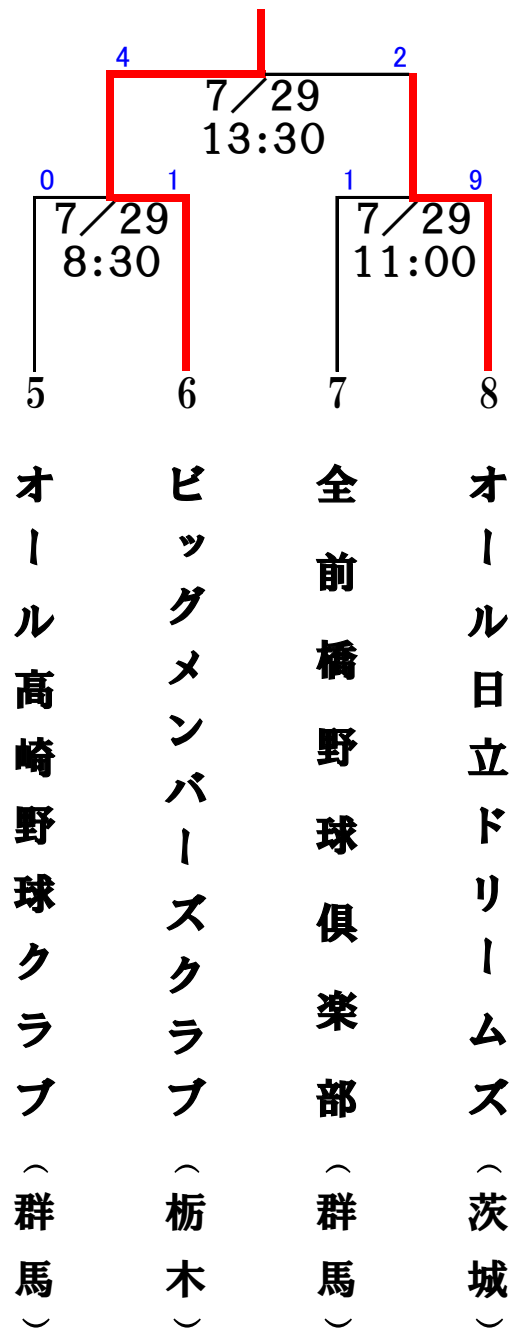 4 2
7/29
13:30
0 1 1 9
7/29 7/29
8:30 11:00
5 6 7 8
オール高崎野球クラブ(群馬)
ビッグメンバーズクラブ(栃木)
全前橋野球倶楽部(群馬)
オール日立ドリームズ(茨城)